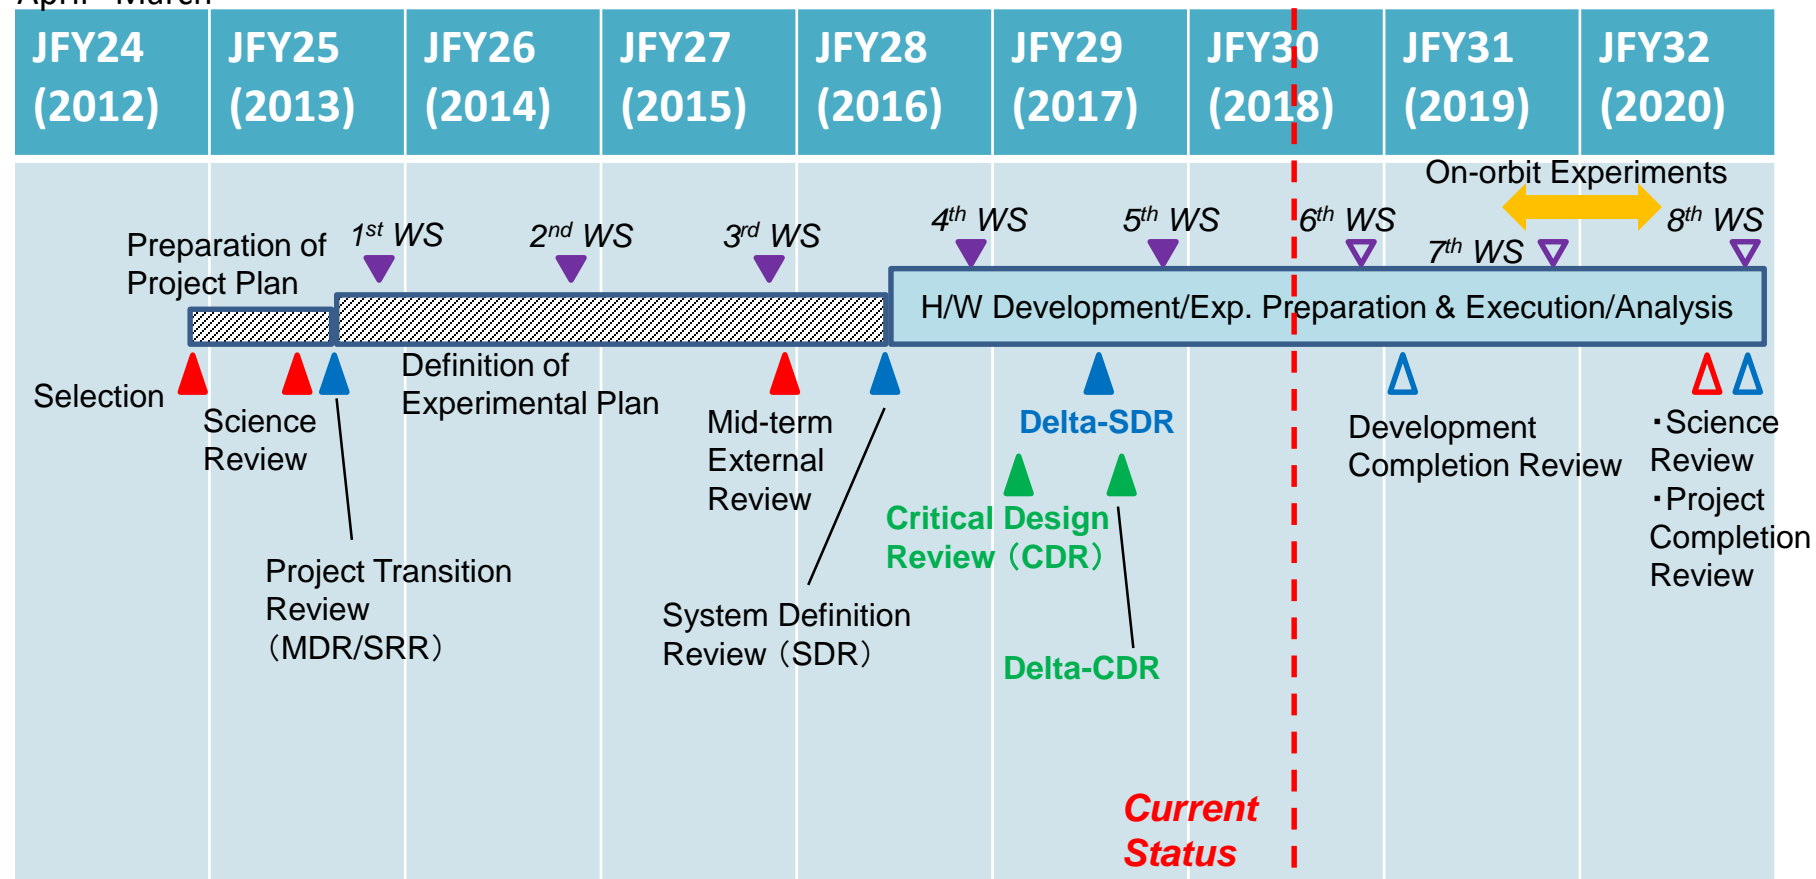 April - March
JFY24
(2012)
JFY25
(2013)
JFY26
(2014)
JFY27
(2015)
JFY28
(2016)
JFY29
(2017)
JFY30
(2018)
JFY31
(2019)
JFY32
(2020)
On-orbit Experiments
Preparation of
Project Plan
1st WS
2nd WS
3rd WS
4th WS
5th WS
6th WS
7th WS
8th WS
H/W Development/Exp. Preparation & Execution/Analysis
Selection
Science
Review
Definition of
Experimental Plan
Mid-term
External
Review
Delta-SDR
Development
Completion Review
・Science
Review
・Project
Completion
Review
Critical Design
Review（CDR）
Project Transition
Review
（MDR/SRR）
System Definition
Review（SDR）
Delta-CDR
Current
Status